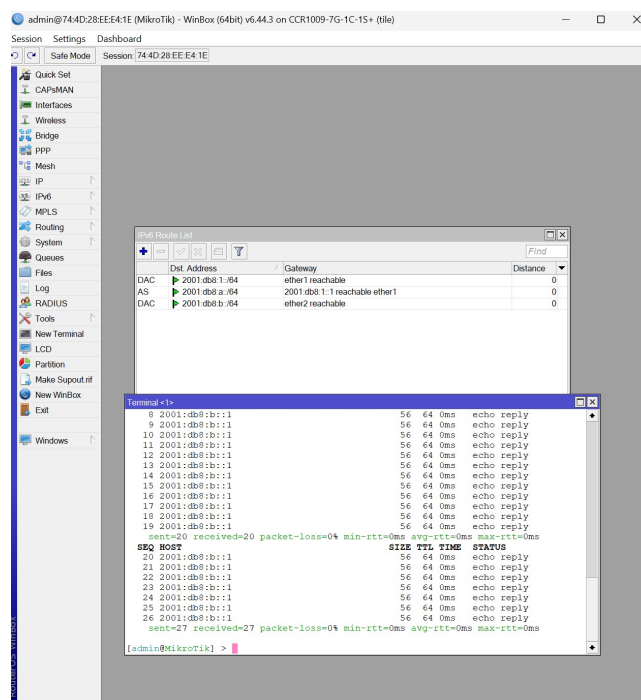 admin@74:4D:28:EE:E4:1E (MikroTik) - WinBox (64bit) v6.44.3 on CCR1009-7G-1C-1S+ (tile)
Session Settings Dashboard
Safe Mode Session: 74:4D:28:EE:E4:1E
Quick Set
CAPsMAN
Interfaces
Wireless
Bridge
PPP
Mesh
IP
IPv6
MPLS
Routing
System
Queues
Files
Log
RADIUS
Tools
New Terminal
LCD
Partition
Make Supout.rif
New WinBox
Exit
Windows
RouterOS WinBox
IPv6 Route List
Find
Dst. Address Gateway Distance
DAC 2001:db8:1::/64 ether1 reachable 0
AS 2001:db8:a::/64 2001:db8:1::1 reachable ether1 0
DAC 2001:db8:b::/64 ether2 reachable 0
Terminal <1>
8 2001:db8:b::1 56 64 0ms echo reply
9 2001:db8:b::1 56 64 0ms echo reply
10 2001:db8:b::1 56 64 0ms echo reply
11 2001:db8:b::1 56 64 0ms echo reply
12 2001:db8:b::1 56 64 0ms echo reply
13 2001:db8:b::1 56 64 0ms echo reply
14 2001:db8:b::1 56 64 0ms echo reply
15 2001:db8:b::1 56 64 0ms echo reply
16 2001:db8:b::1 56 64 0ms echo reply
17 2001:db8:b::1 56 64 0ms echo reply
18 2001:db8:b::1 56 64 0ms echo reply
19 2001:db8:b::1 56 64 0ms echo reply
sent=20 received=20 packet-loss=0% min-rtt=0ms avg-rtt=0ms max-rtt=0ms
SEQ HOST SIZE TTL TIME STATUS
20 2001:db8:b::1 56 64 0ms echo reply
21 2001:db8:b::1 56 64 0ms echo reply
22 2001:db8:b::1 56 64 0ms echo reply
23 2001:db8:b::1 56 64 0ms echo reply
24 2001:db8:b::1 56 64 0ms echo reply
25 2001:db8:b::1 56 64 0ms echo reply
26 2001:db8:b::1 56 64 0ms echo reply
sent=27 received=27 packet-loss=0% min-rtt=0ms avg-rtt=0ms max-rtt=0ms
[admin@MikroTik] >